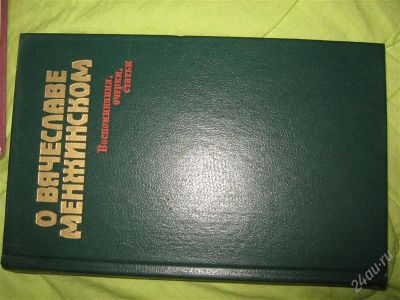 О ВЯЧЕСЛАВЕ
МЕНЖИНСКОМ
Воспоминания,
очерки,
статьи
24au.ru